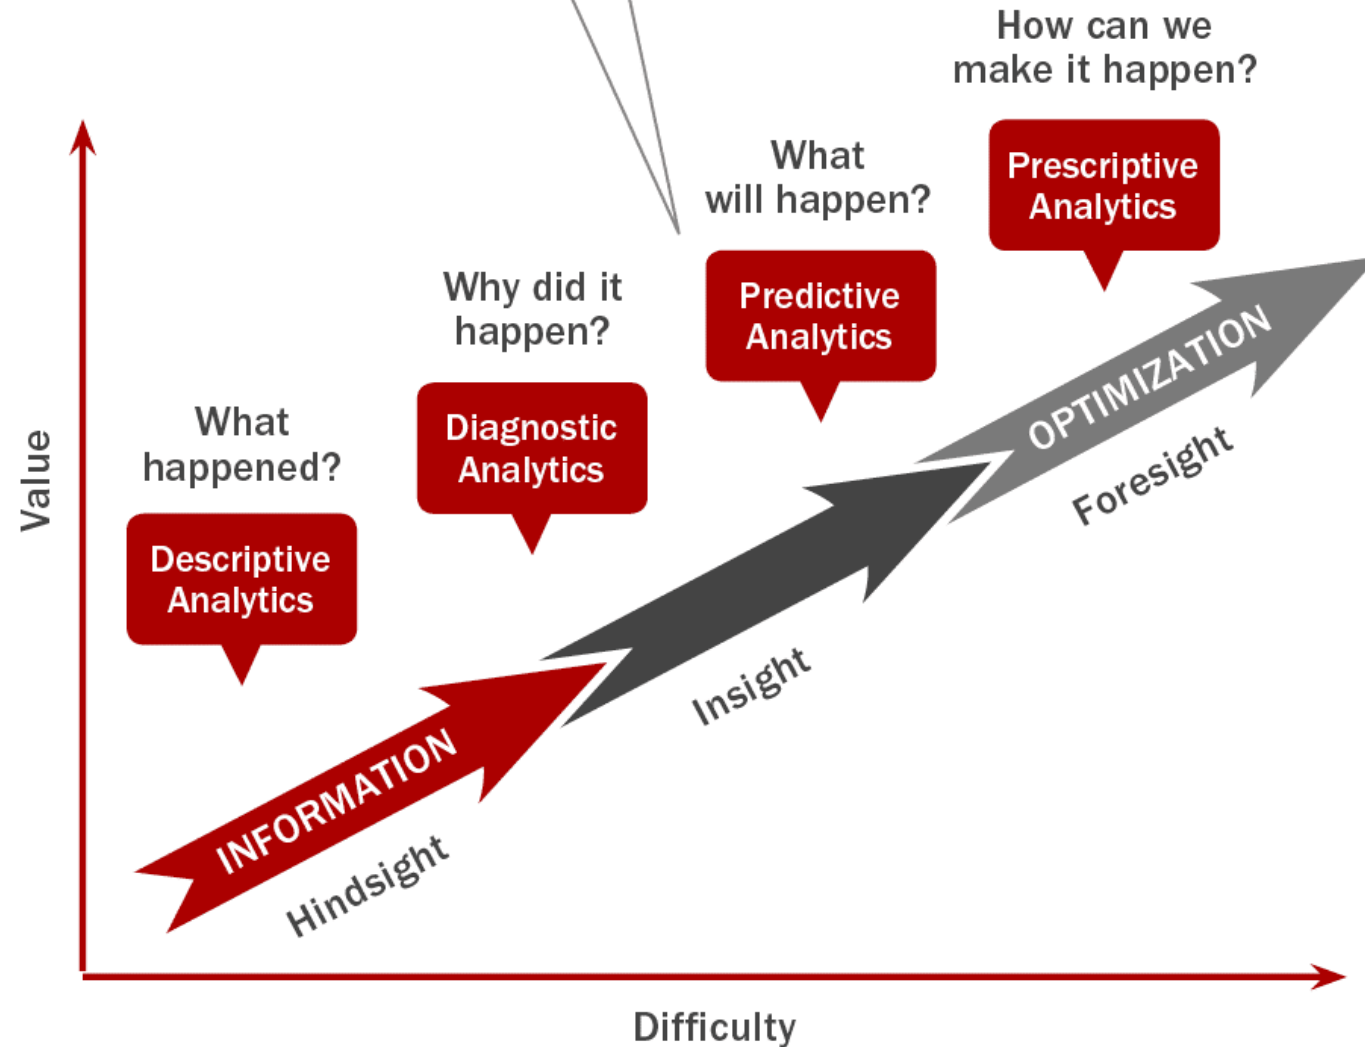 How can we
make it happen?
Prescriptive
Analytics
What
will happen?
Predictive
Analytics
Why did it
happen?
Diagnostic
Analytics
What
happened?
Descriptive
Analytics
Value
OPTIMIZATION
Foresight
Insight
INFORMATION
Hindsight
Difficulty